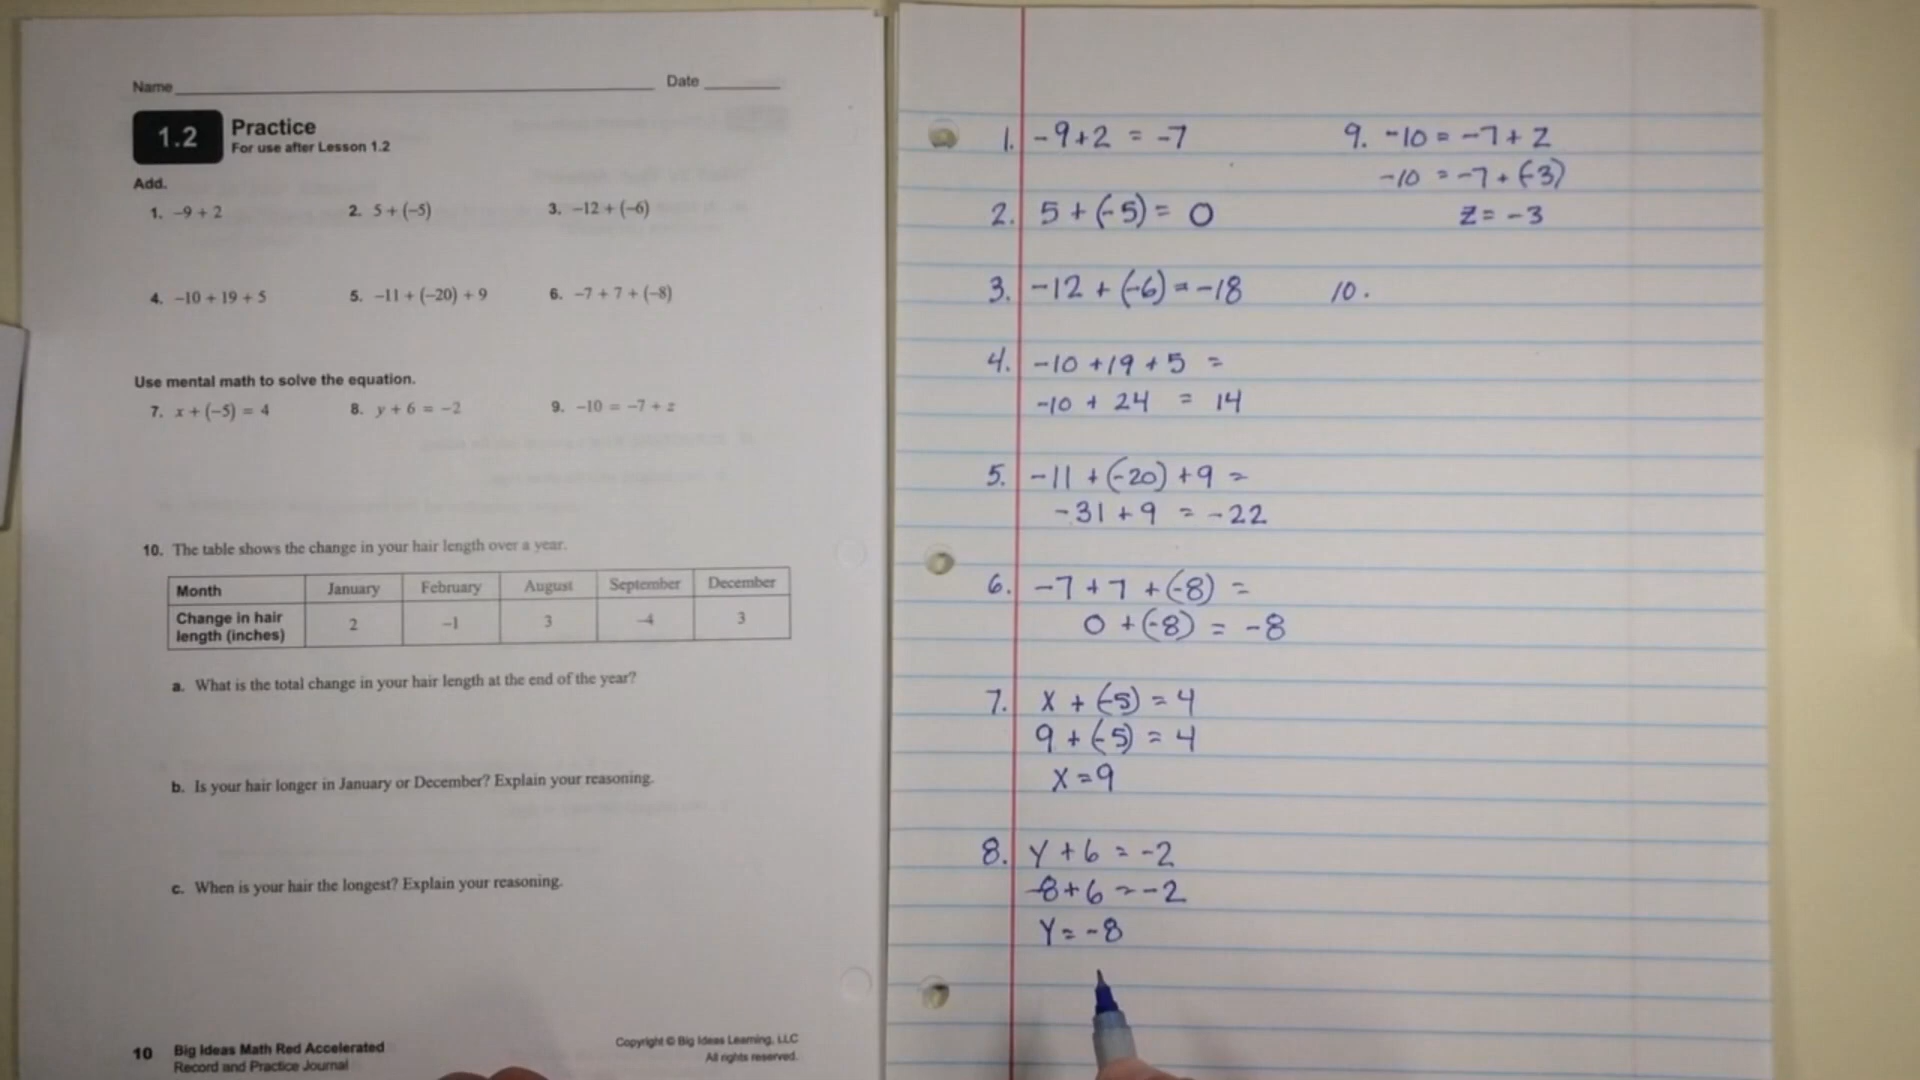 Name Date
1.2 Practice
For use after Lesson 1.2
Add.
1. −9 + 2 2. 5 + (−5) 3. −12 + (−6)
4. −10 + 19 + 5 5. −11 + (−20) + 9 6. −7 + 7 + (−8)
Use mental math to solve the equation.
7. x + (−5) = 4 8. y + 6 = −2 9. −10 = −7 + z
10. The table shows the change in your hair length over a year.
Month January February August September December
Change in hair length (inches) 2 −1 3 −4 3
a. What is the total change in your hair length at the end of the year?
b. Is your hair longer in January or December? Explain your reasoning.
c. When is your hair the longest? Explain your reasoning.
10 Big Ideas Math Red Accelerated
Record and Practice Journal
Copyright © Big Ideas Learning, LLC
All rights reserved.
1. -9+2 = -7
2. 5+(-5) = 0
3. -12 + (-6) = -18
4. -10 +19 +5 =
-10 + 24 = 14
5. -11 +(-20) +9 =
-31 +9 = -22
6. -7 +7 +(-8) =
0 +(-8) = -8
7. x + (-5) = 4
9 + (-5) = 4
x = 9
8. y + 6 = -2
-8+6 = -2
y = -8
9. -10 = -7 + z
-10 = -7 + (-3)
z = -3
10.